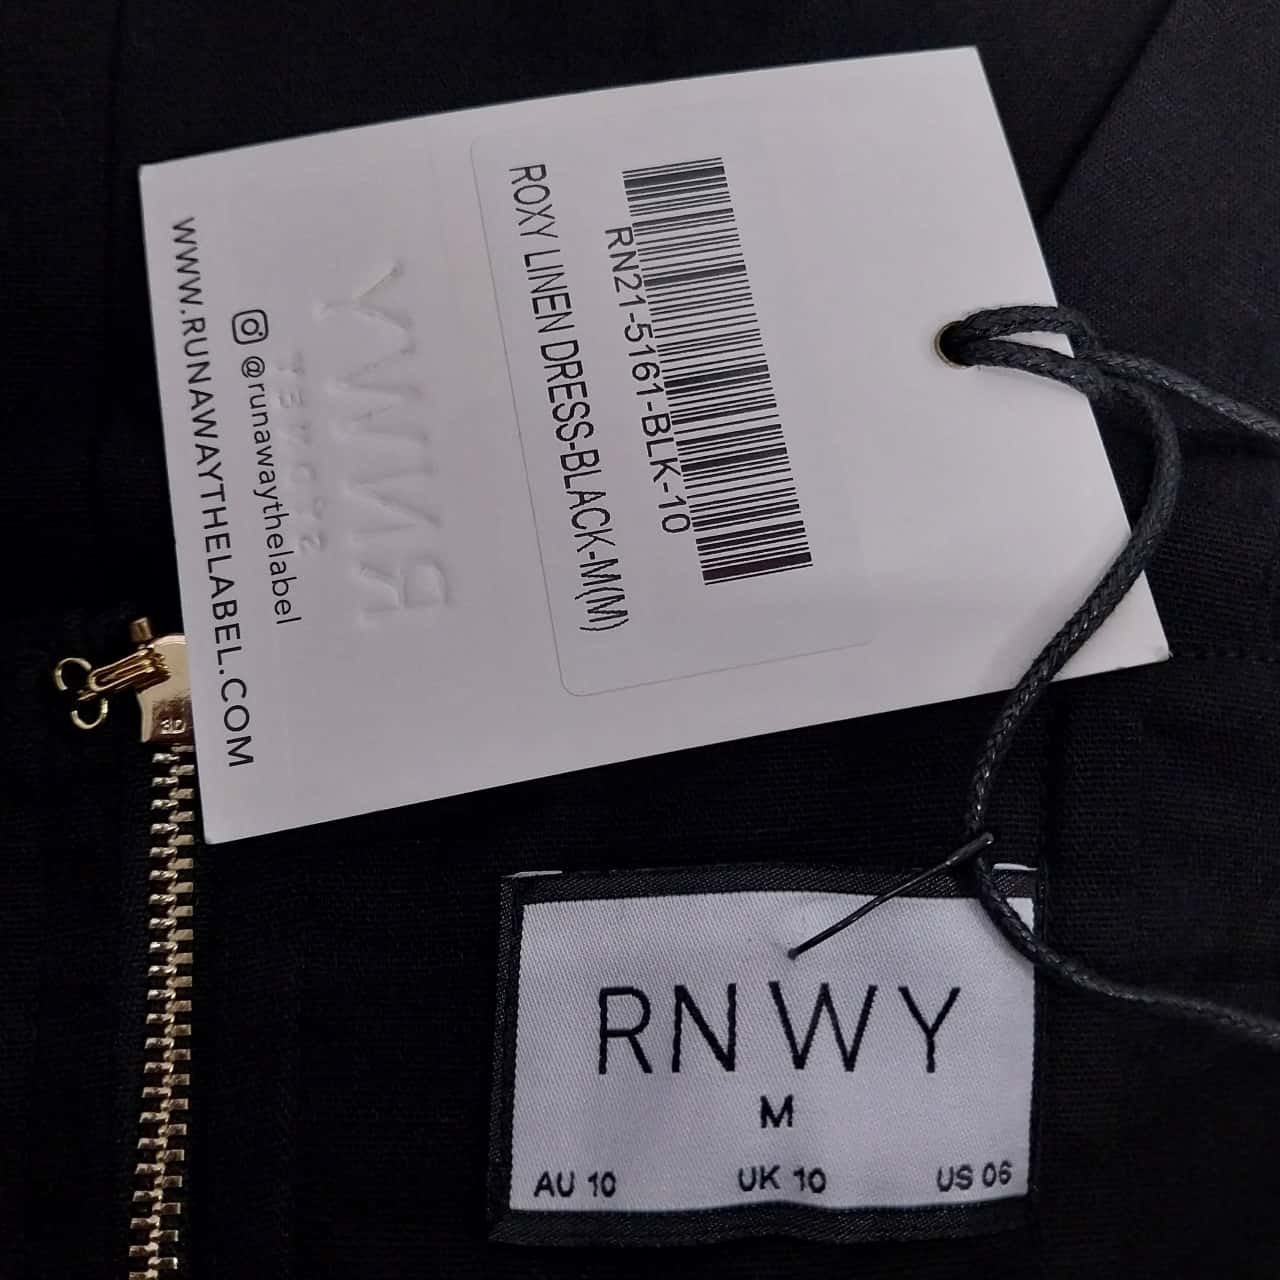 RN21-5161-BLK-10
ROXY LINEN DRESS-BLACK-M(M)
@runawaythelabel
WWW.RUNAWAYTHELABEL.COM
3D
RNWY
M
AU 10 UK 10 US 06